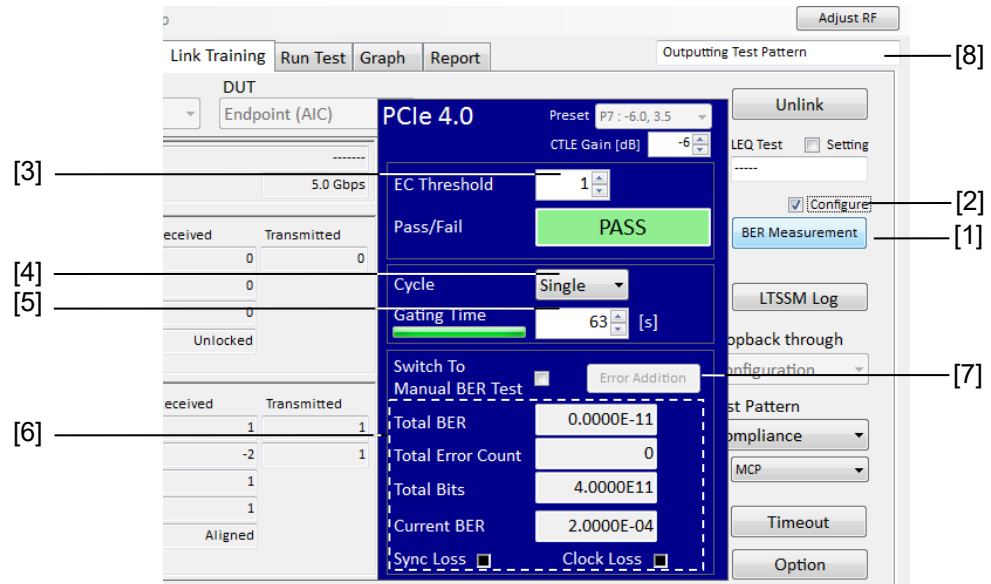 Adjust RF
Link Training Run Test Graph Report
Outputting Test Pattern
[8]
DUT
Endpoint (AIC)
-------
5.0 Gbps
eceived Transmitted
0 0
0
0
Unlocked
eceived Transmitted
1 1
-2 1
1
1
Aligned
PCIe 4.0
Preset P7 : -6.0, 3.5
CTLE Gain [dB] -6
[3]
EC Threshold 1
Pass/Fail PASS
[4]
Cycle Single
[5]
Gating Time 63 [s]
Switch To
Manual BER Test
Error Addition
[7]
[6]
Total BER 0.0000E-11
Total Error Count 0
Total Bits 4.0000E11
Current BER 2.0000E-04
Sync Loss Clock Loss
Unlink
LEQ Test Setting
-----
Configure
[2]
BER Measurement
[1]
LTSSM Log
opback through
onfiguration
st Pattern
ompliance
MCP
Timeout
Option